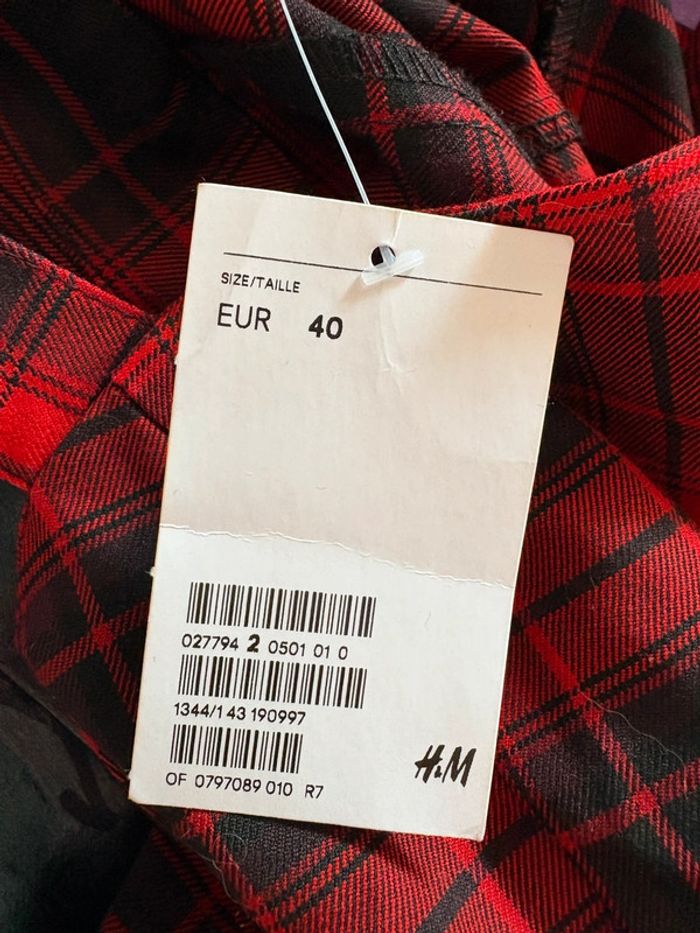 SIZE/TAILLE
EUR 40
027794 2 0501 01 0
1344/1 43 190997
OF 0797089 010 R7
H&M